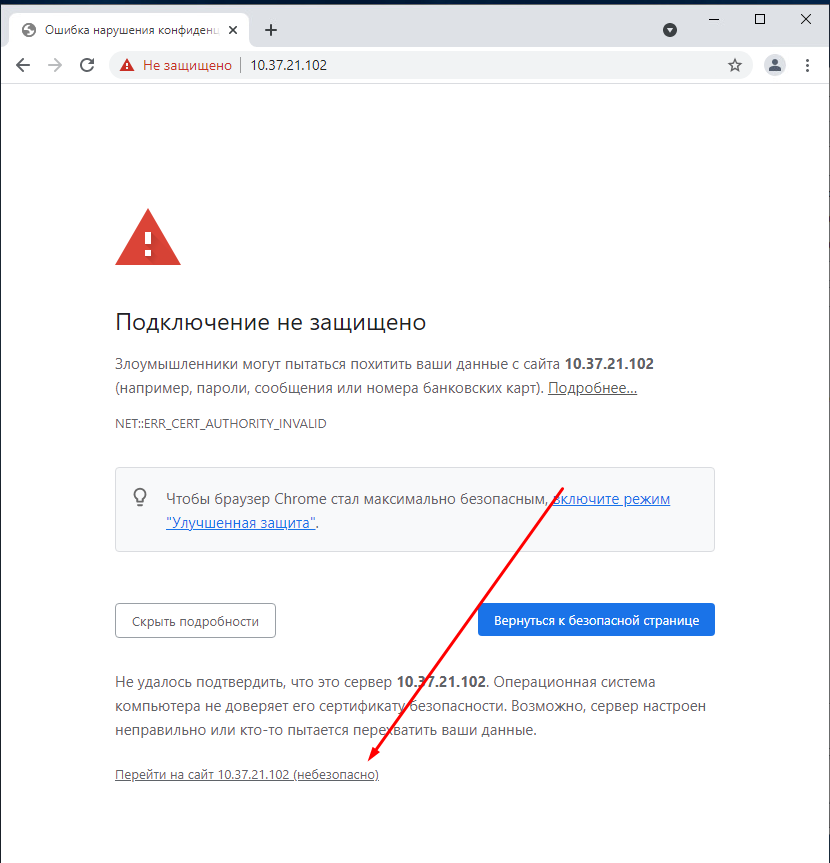 Ошибка нарушения конфиденц
Не защищено
10.37.21.102
Подключение не защищено
Злоумышленники могут пытаться похитить ваши данные с сайта 10.37.21.102
(например, пароли, сообщения или номера банковских карт). Подробнее...
NET::ERR_CERT_AUTHORITY_INVALID
Чтобы браузер Chrome стал максимально безопасным, включите режим
"Улучшенная защита".
Скрыть подробности
Вернуться к безопасной странице
Не удалось подтвердить, что это сервер 10.37.21.102. Операционная система
компьютера не доверяет его сертификату безопасности. Возможно, сервер настроен
неправильно или кто-то пытается перехватить ваши данные.
Перейти на сайт 10.37.21.102 (небезопасно)